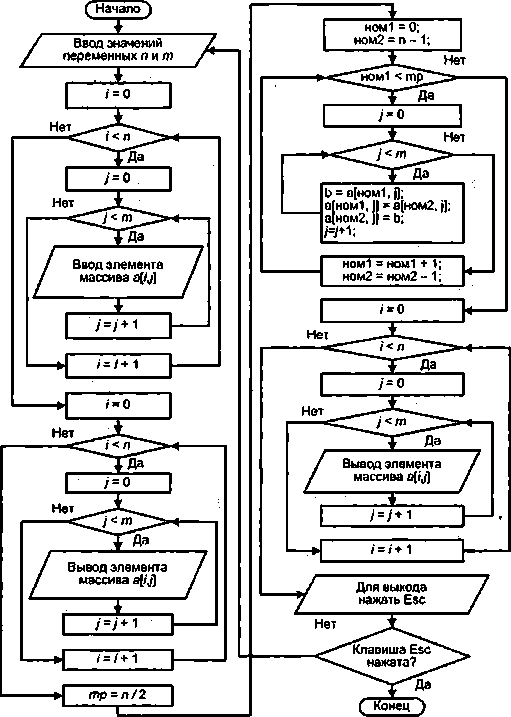 Начало
Ввод значений
переменных n и m
i = 0
Нет
i < n
Да
j = 0
Нет
j < m
Да
Ввод элемента
массива a[i,j]
j = j + 1
i = i + 1
i = 0
Нет
i < n
Да
j = 0
Нет
j < m
Да
Вывод элемента
массива a[i,j]
j = j + 1
i = i + 1
mp = n / 2
ном1 = 0;
ном2 = n - 1;
Нет
ном1 < mp
Да
j = 0
Нет
j < m
Да
b = a[ном1, j];
a[ном1, j] = a[ном2, j];
a[ном2, j] = b;
j=j+1;
ном1 = ном1 + 1;
ном2 = ном2 - 1;
i = 0
Нет
i < n
Да
j = 0
Нет
j < m
Да
Вывод элемента
массива a[i,j]
j = j + 1
i = i + 1
Для выхода
нажать Esc
Нет
Клавиша Esc
нажата?
Да
Конец